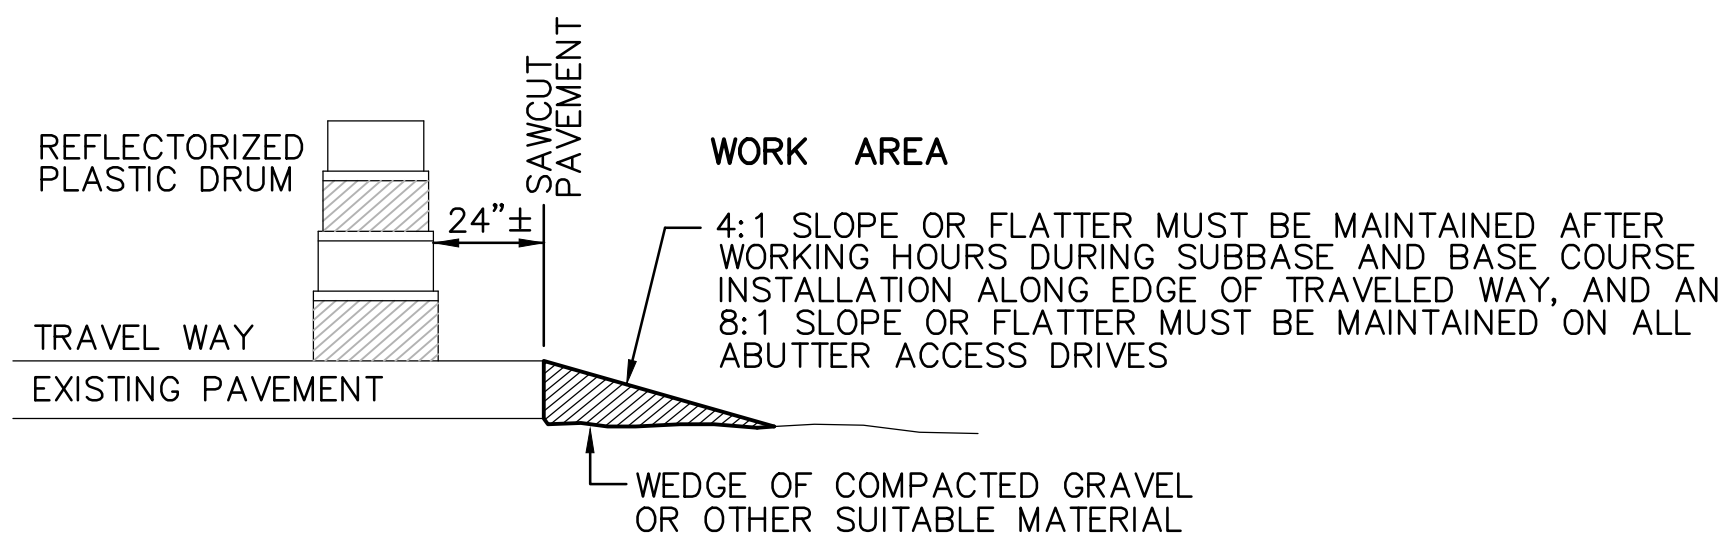 REFLECTORIZED
PLASTIC DRUM
24"±
SAWCUT
PAVEMENT
WORK AREA
4:1 SLOPE OR FLATTER MUST BE MAINTAINED AFTER
WORKING HOURS DURING SUBBASE AND BASE COURSE
INSTALLATION ALONG EDGE OF TRAVELED WAY, AND AN
8:1 SLOPE OR FLATTER MUST BE MAINTAINED ON ALL
ABUTTER ACCESS DRIVES
TRAVEL WAY
EXISTING PAVEMENT
WEDGE OF COMPACTED GRAVEL
OR OTHER SUITABLE MATERIAL